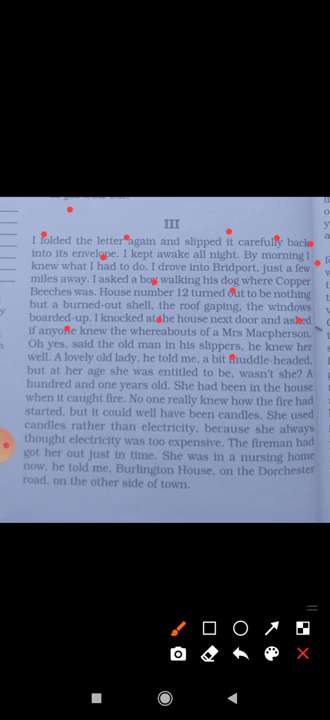 III
I folded the letter again and slipped it carefully back
into its envelope. I kept awake all night. By morning I
knew what I had to do. I drove into Bridport, just a few
miles away. I asked a boy walking his dog where Copper
Beeches was. House number 12 turned out to be nothing
but a burned-out shell, the roof gaping, the windows
boarded-up. I knocked at the house next door and asked
if anyone knew the whereabouts of a Mrs Macpherson.
Oh yes, said the old man in his slippers, he knew her
well. A lovely old lady, he told me, a bit muddle-headed,
but at her age she was entitled to be, wasn't she? A
hundred and one years old. She had been in the house
when it caught fire. No one really knew how the fire had
started, but it could well have been candles. She used
candles rather than electricity, because she always
thought electricity was too expensive. The fireman had
got her out just in time. She was in a nursing home
now, he told me, Burlington House, on the Dorchester
road, on the other side of town.